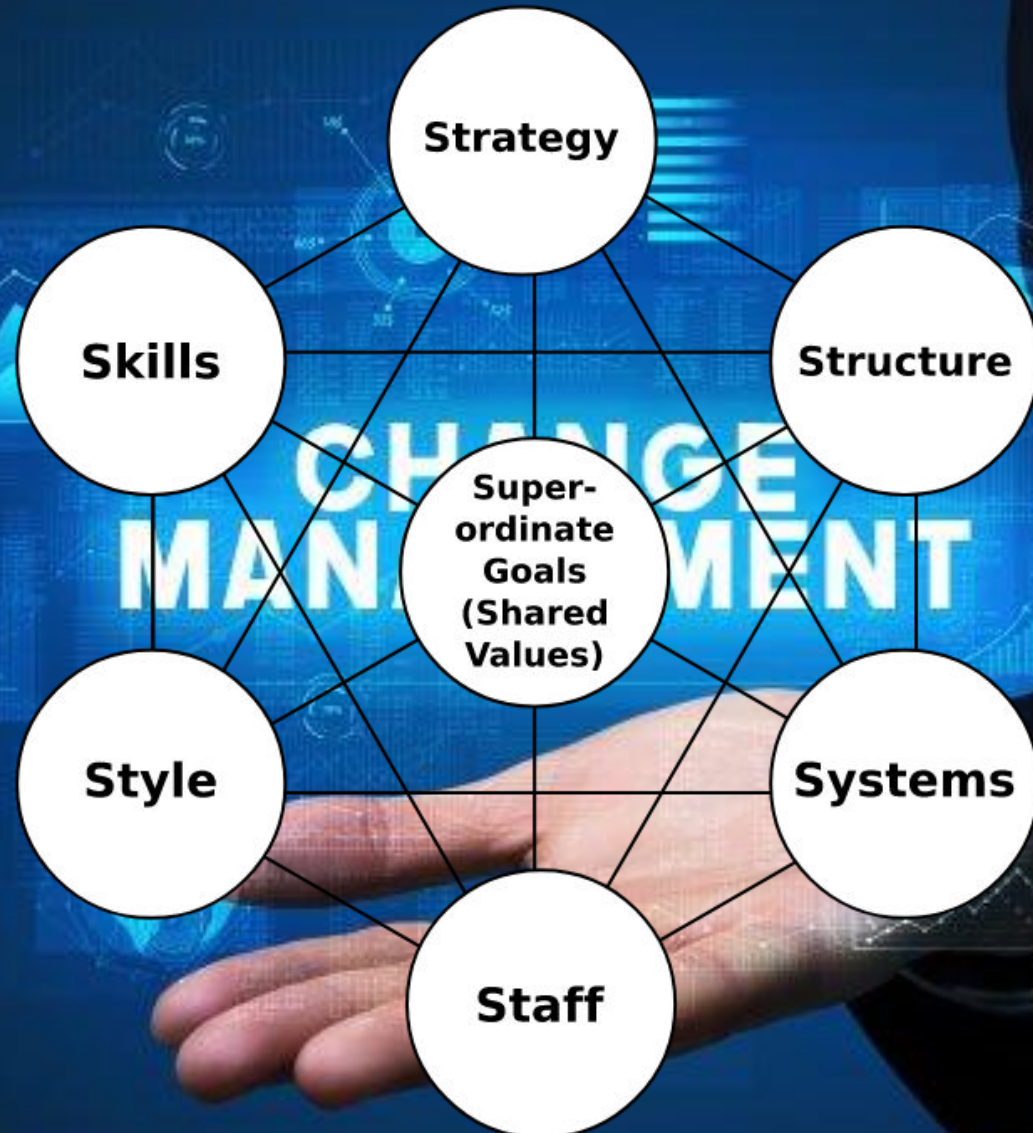 Strategy
Skills
Structure
CHANGE
MANAGEMENT
Super-
ordinate
Goals
(Shared
Values)
Style
Systems
Staff